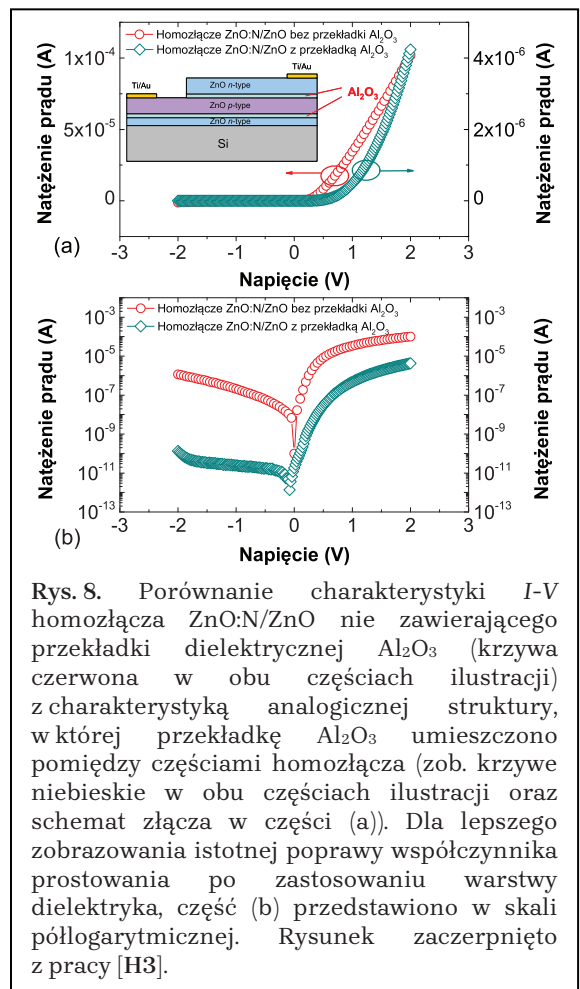 Homozłącze ZnO:N/ZnO bez przekładki Al₂O₃
Homozłącze ZnO:N/ZnO z przekładką Al₂O₃
Ti/Au
Ti/Au
ZnO n-type
ZnO p-type
Al₂O₃
ZnO n-type
Si
1x10⁻⁴
5x10⁻⁵
0
4x10⁻⁶
2x10⁻⁶
0
Natężenie prądu (A)
Natężenie prądu (A)
-3 -2 -1 0 1 2 3
(a)
Napięcie (V)
Homozłącze ZnO:N/ZnO bez przekładki Al₂O₃
Homozłącze ZnO:N/ZnO z przekładką Al₂O₃
10⁻³ 10⁻³
10⁻⁵ 10⁻⁵
10⁻⁷ 10⁻⁷
10⁻⁹ 10⁻⁹
10⁻¹¹ 10⁻¹¹
10⁻¹³ 10⁻¹³
Natężenie prądu (A)
Natężenie prądu (A)
-3 -2 -1 0 1 2 3
(b)
Napięcie (V)
Rys. 8. Porównanie charakterystyki I-V
homozłącza ZnO:N/ZnO nie zawierającego
przekładki dielektrycznej Al₂O₃ (krzywa
czerwona w obu częściach ilustracji)
z charakterystyką analogicznej struktury,
w której przekładkę Al₂O₃ umieszczono
pomiędzy częściami homozłącza (zob. krzywe
niebieskie w obu częściach ilustracji oraz
schemat złącza w części (a)). Dla lepszego
zobrazowania istotnej poprawy współczynnika
prostowania po zastosowaniu warstwy
dielektryka, część (b) przedstawiono w skali
półlogarytmicznej. Rysunek zaczerpnięto
z pracy [H3].